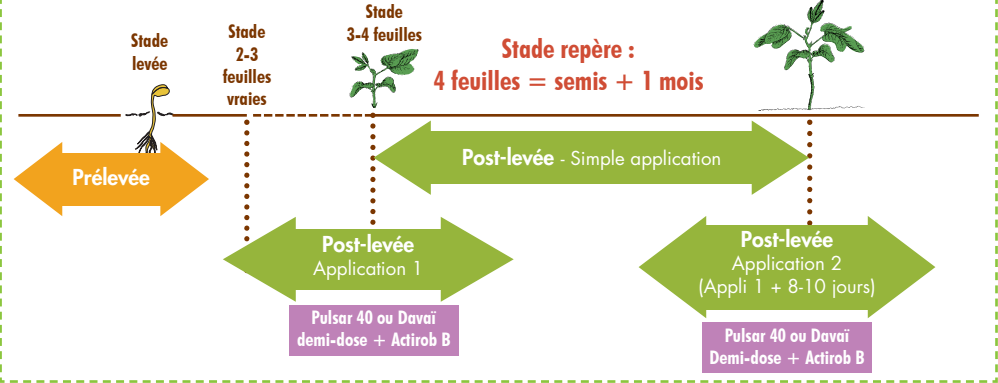 Stade
levée
Stade
2-3
feuilles
vraies
Stade
3-4 feuilles
Stade repère :
4 feuilles = semis + 1 mois
Prélevée
Post-levée - Simple application
Post-levée
Application 1
Pulsar 40 ou Davaï
demi-dose + Actirob B
Post-levée
Application 2
(Appli 1 + 8-10 jours)
Pulsar 40 ou Davaï
Demi-dose + Actirob B